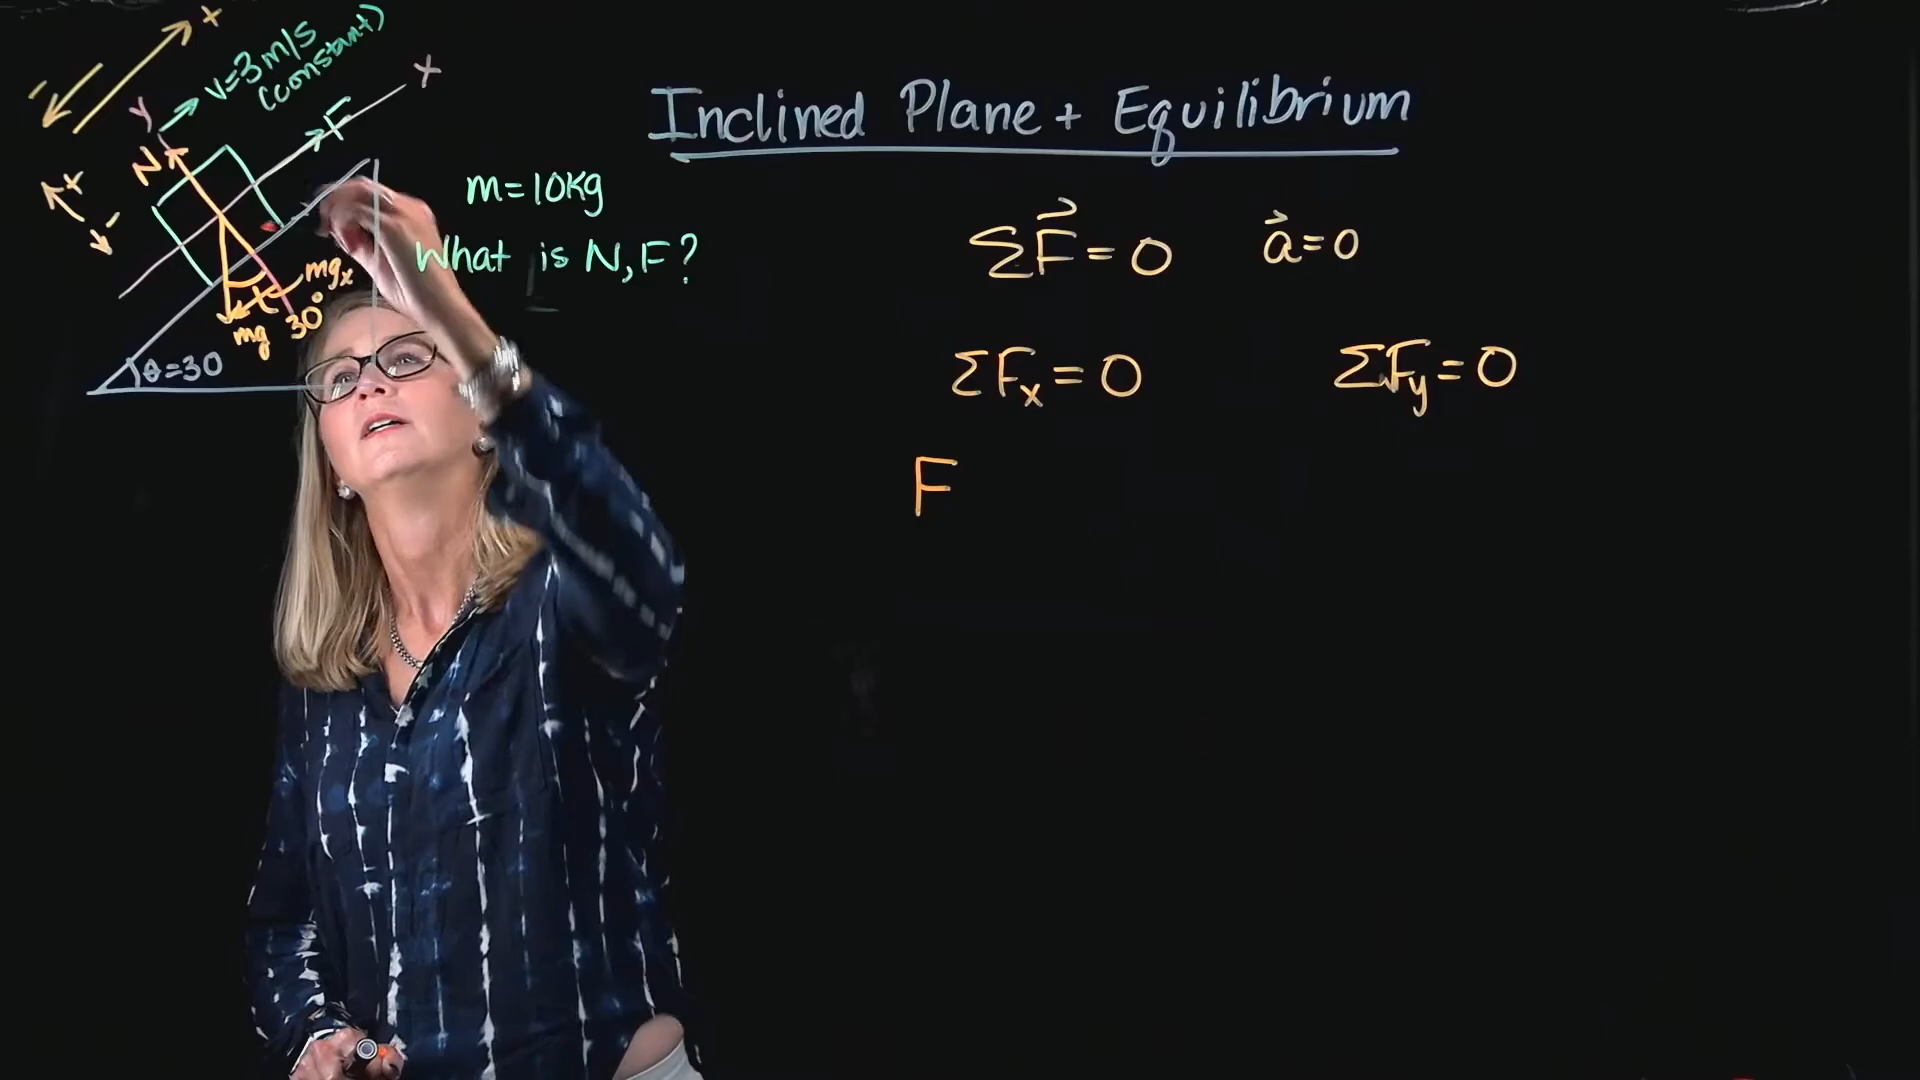 Inclined Plane + Equilibrium
+
-
V=3m/s
(constant)
x
y
N
F
+
-
mgx
mg
30°
θ=30
m=10kg
What is N, F?
ΣF=0
a=0
ΣFx=0
ΣFy=0
F